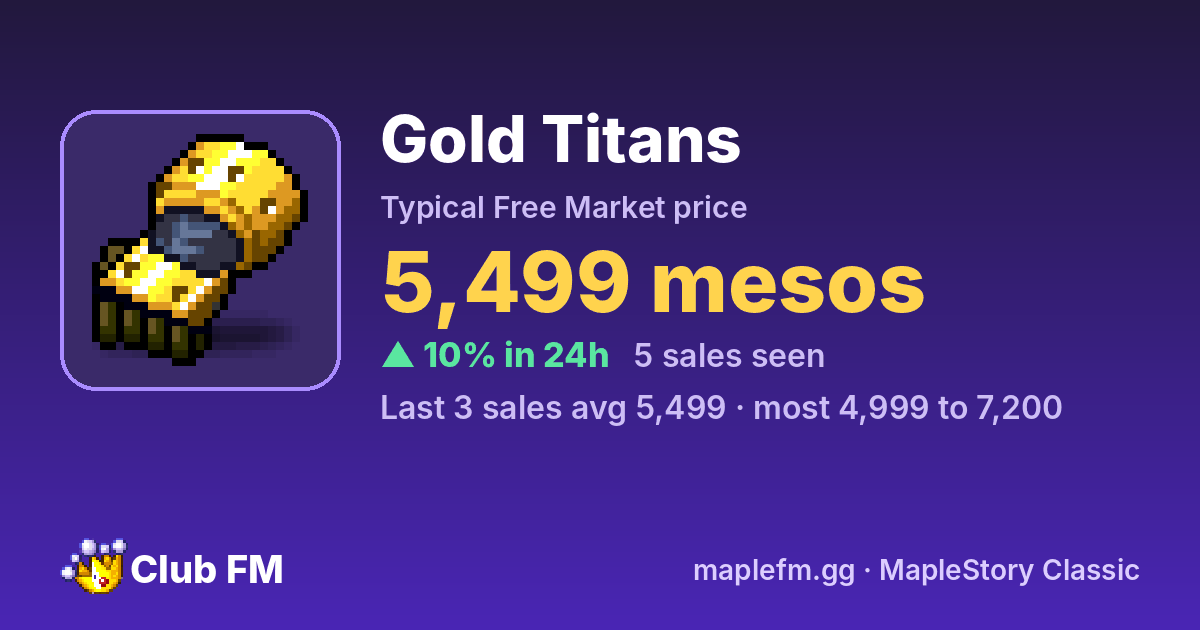 Gold Titans
Typical Free Market price
5,499 mesos
▲ 10% in 24h 5 sales seen
Last 3 sales avg 5,499 · most 4,999 to 7,200
Club FM
maplefm.gg · MapleStory Classic